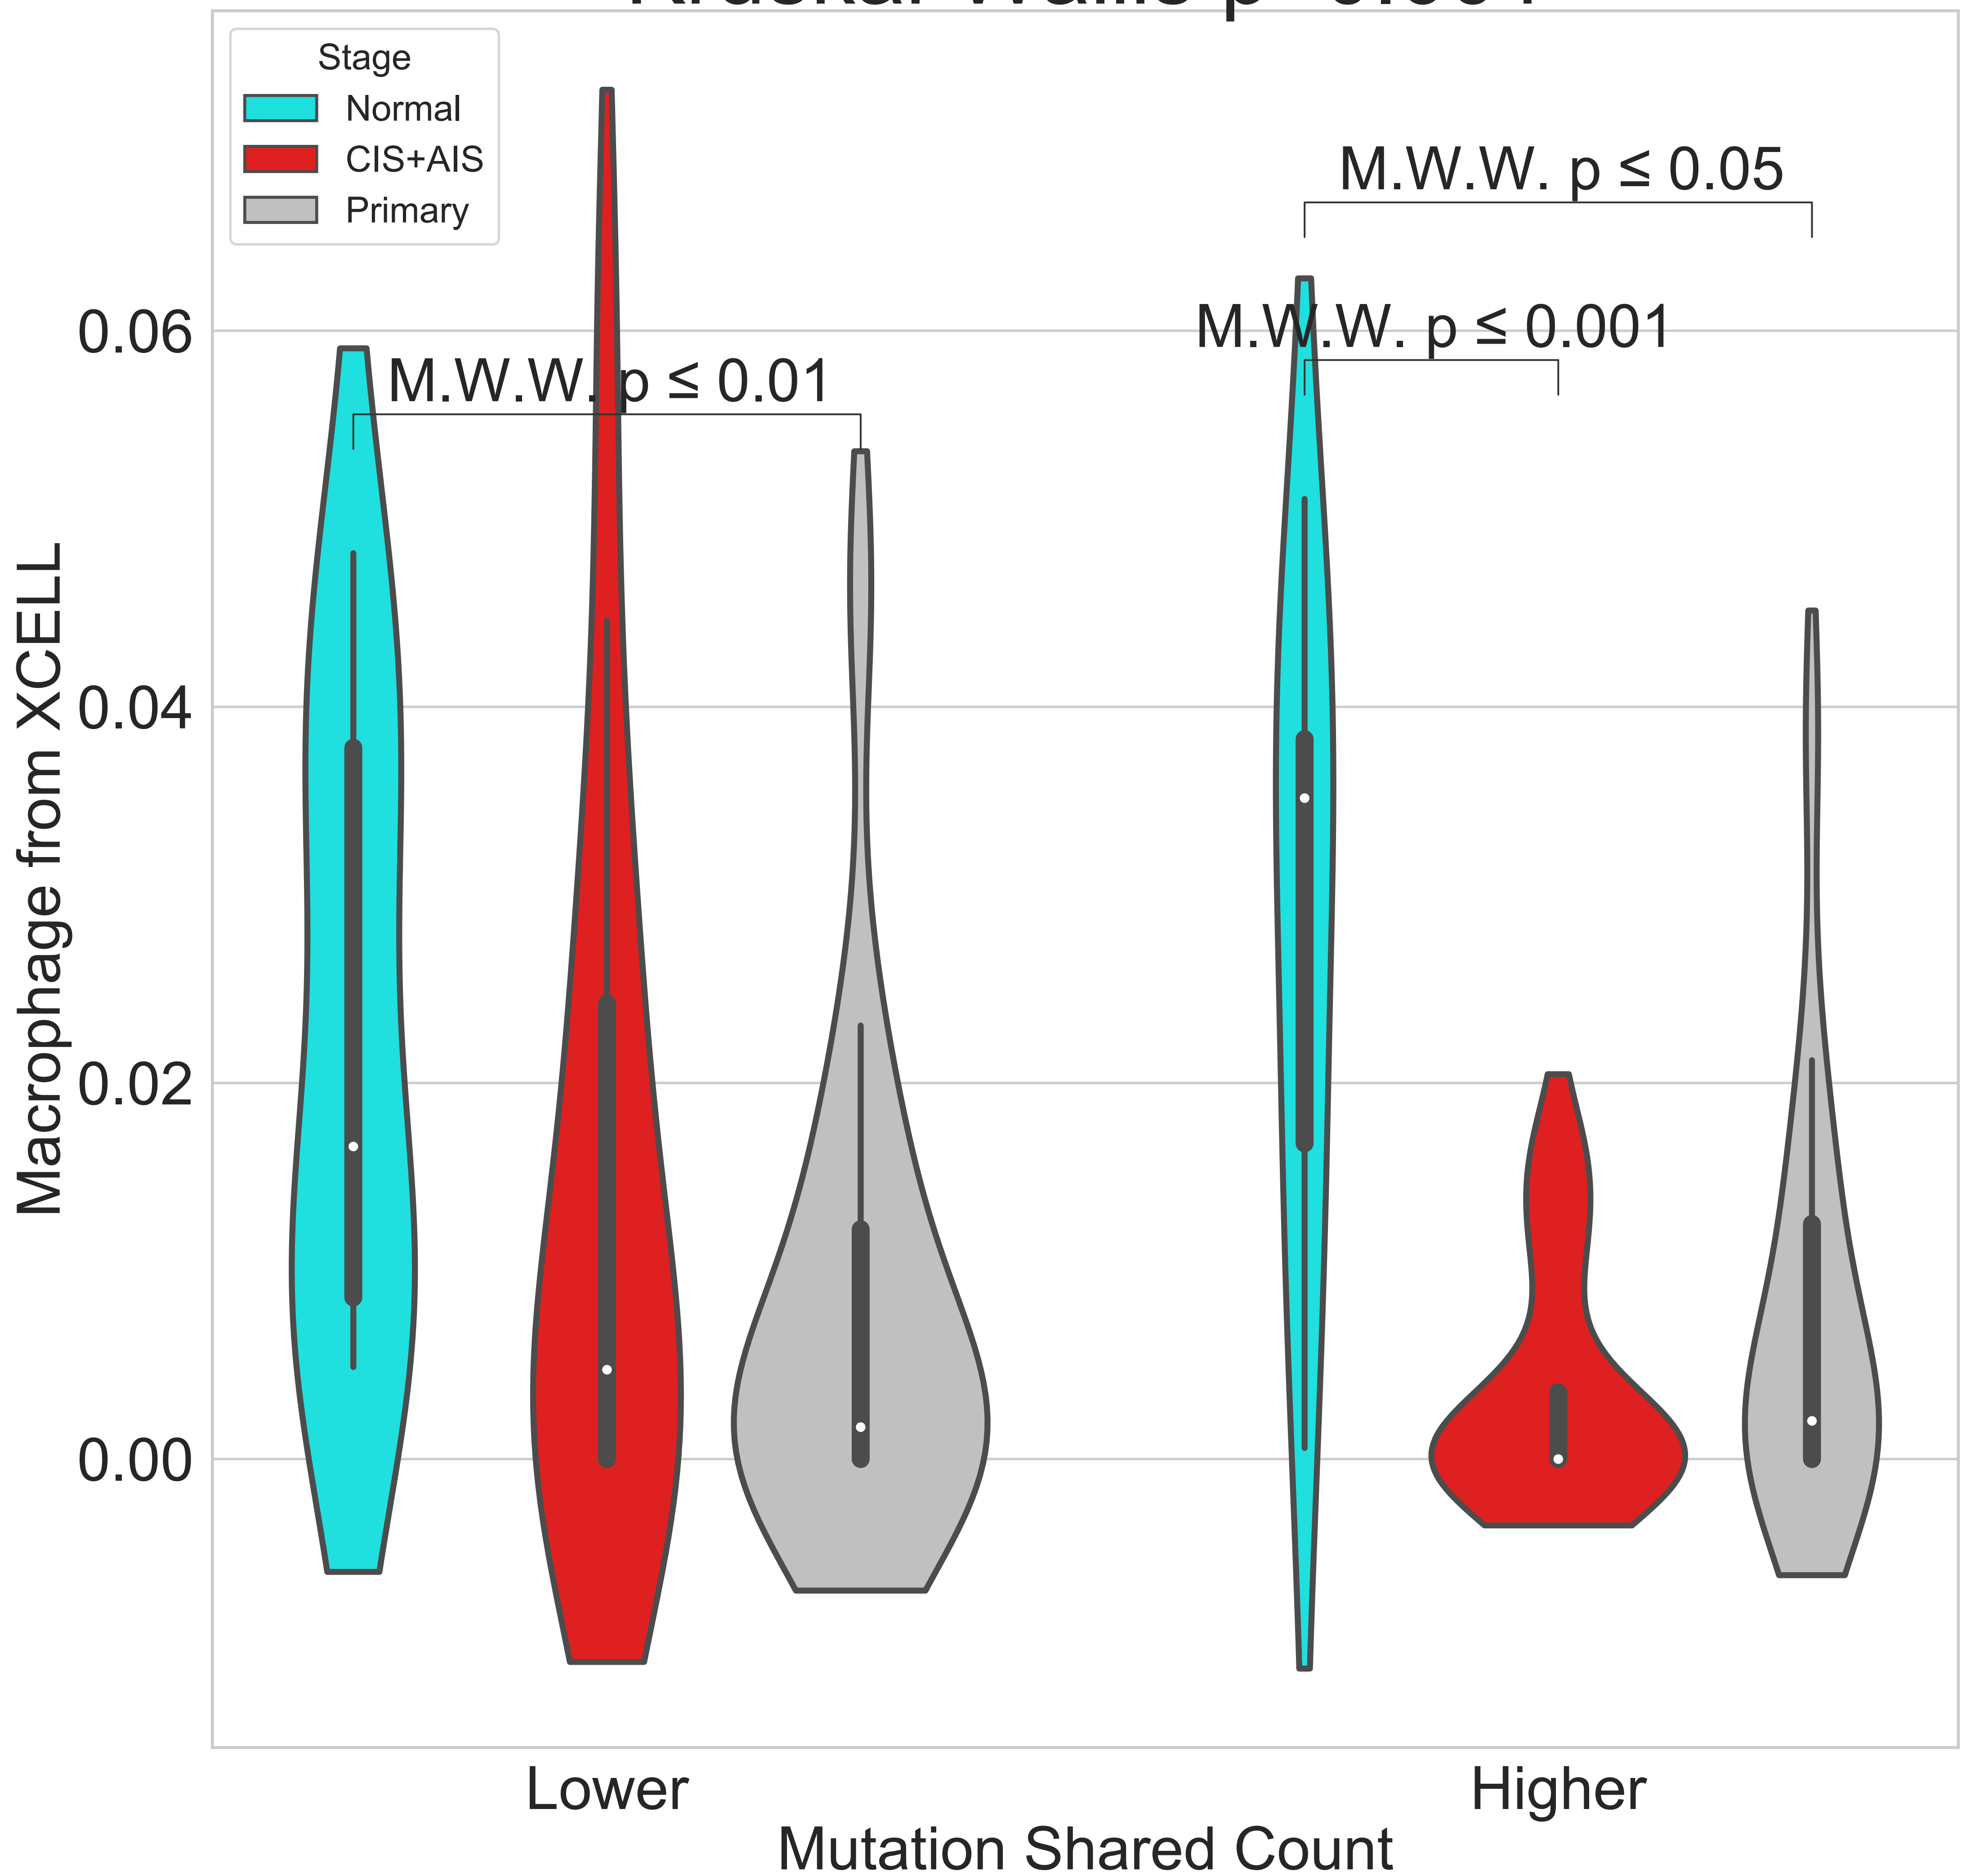 Stage
Normal
CIS+AIS
Primary
M.W.W. p ≤ 0.05
M.W.W. p ≤ 0.001
M.W.W. p ≤ 0.01
0.06
0.04
0.02
0.00
Macrophage from XCELL
Lower
Higher
Mutation Shared Count